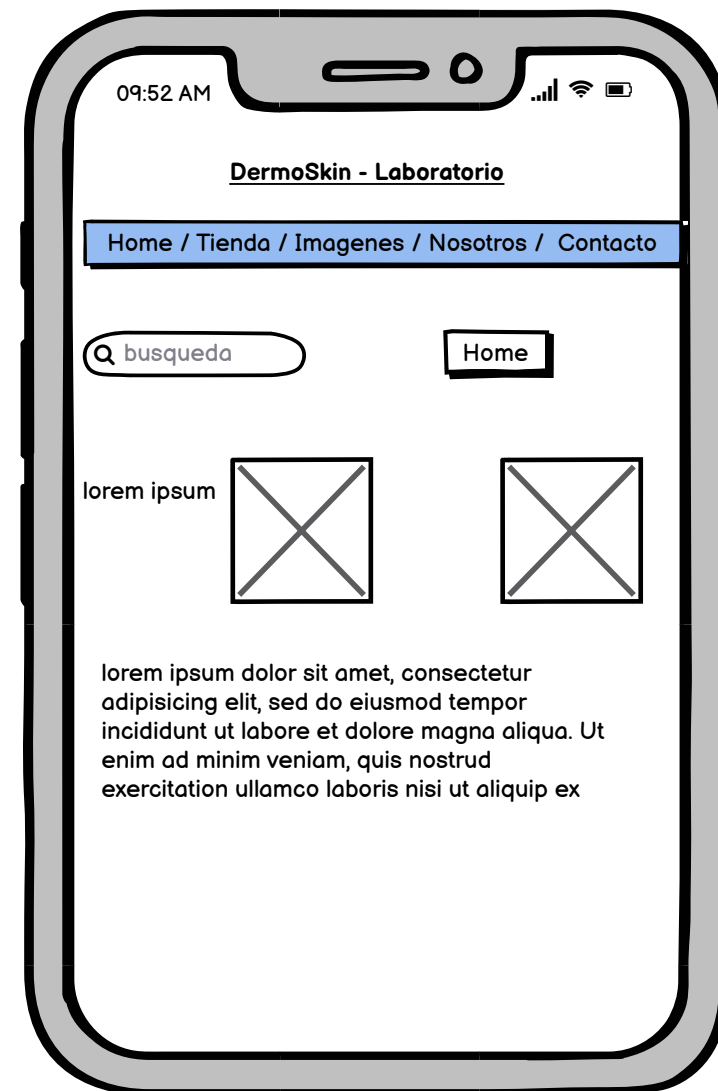 09:52 AM
DermoSkin - Laboratorio
Home / Tienda / Imagenes / Nosotros / Contacto
busqueda
Home
lorem ipsum
lorem ipsum dolor sit amet, consectetur
adipisicing elit, sed do eiusmod tempor
incididunt ut labore et dolore magna aliqua. Ut
enim ad minim veniam, quis nostrud
exercitation ullamco laboris nisi ut aliquip ex